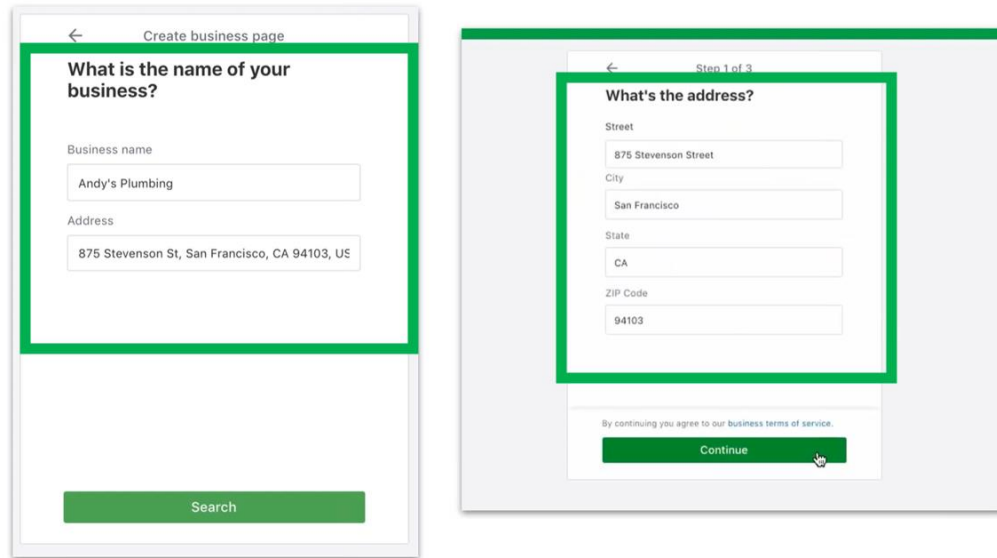 Create business page
What is the name of your
business?
Business name
Andy's Plumbing
Address
875 Stevenson St, San Francisco, CA 94103, US
Search
Step 1 of 3
What's the address?
Street
875 Stevenson Street
City
San Francisco
State
CA
ZIP Code
94103
By continuing you agree to our business terms of service.
Continue